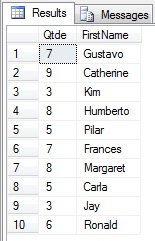 Results Messages
Qtde FirstName
1 7 Gustavo
2 9 Catherine
3 3 Kim
4 8 Humberto
5 5 Pilar
6 7 Frances
7 8 Margaret
8 5 Carla
9 3 Jay
10 6 Ronald